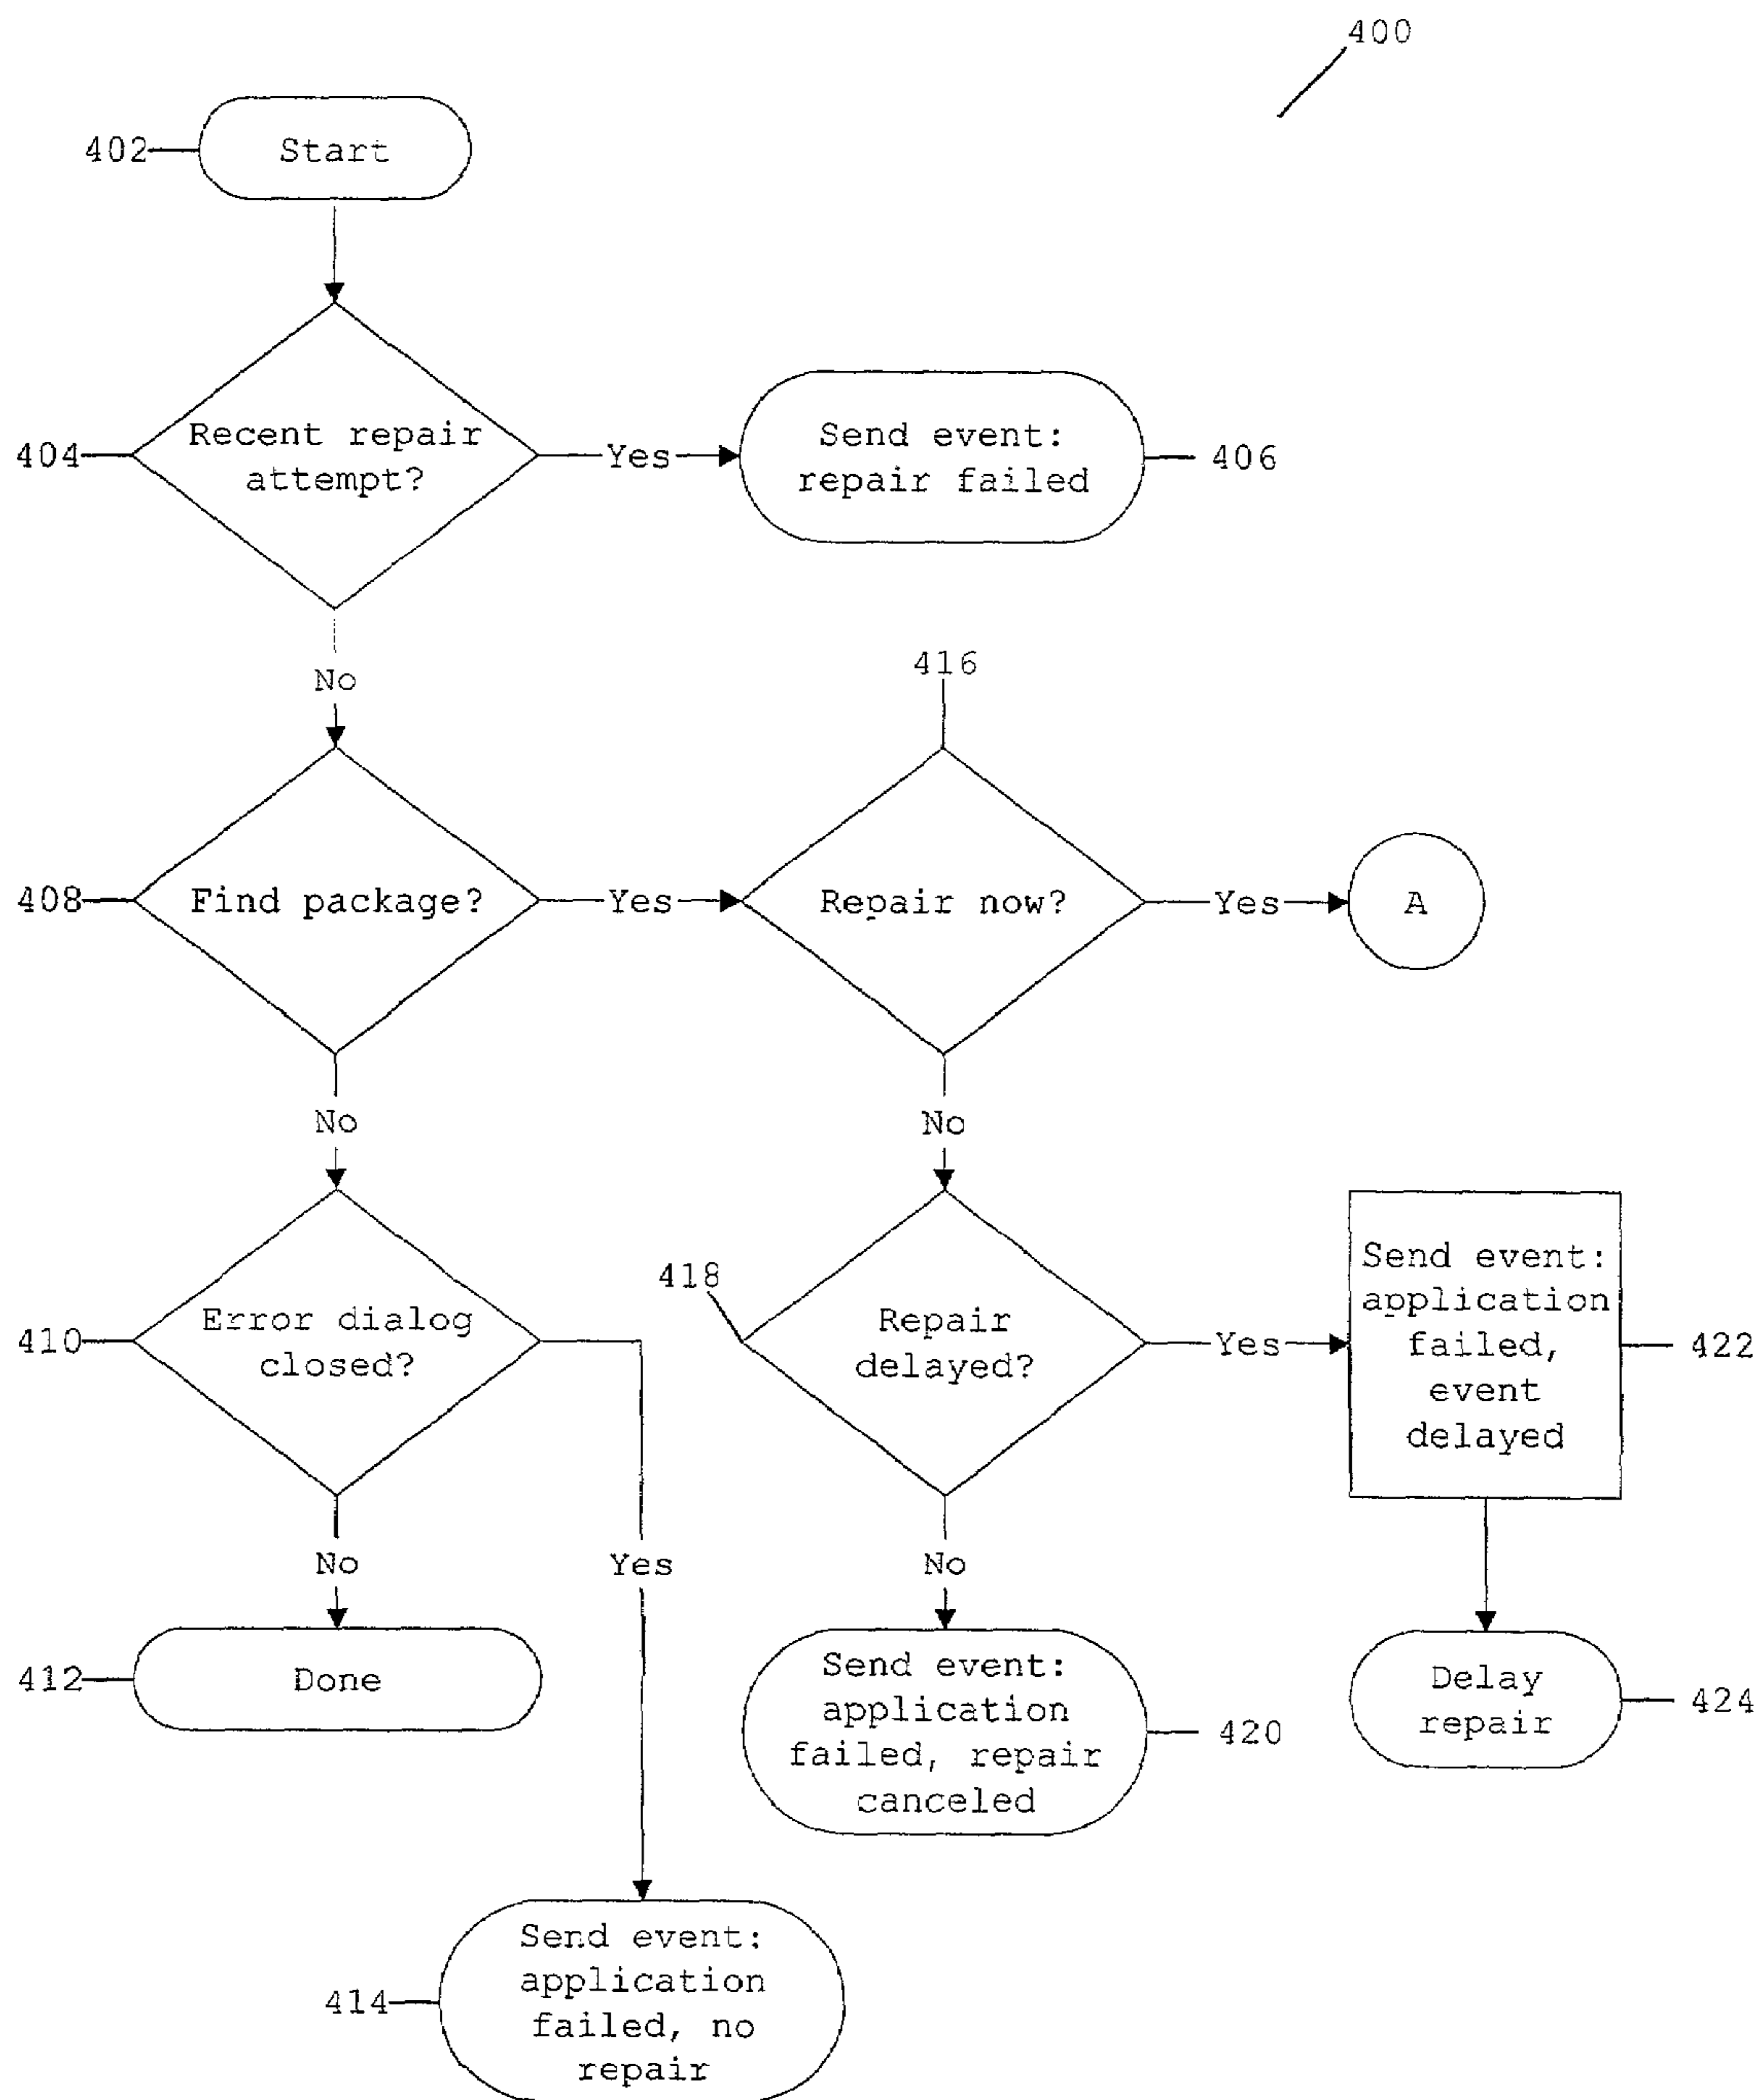 400
402
Start
404
Recent repair
attempt?
Yes
Send event:
repair failed
406
No
416
408
Find package?
Yes
Repair now?
Yes
A
No
No
410
Error dialog
closed?
418
Repair
delayed?
Yes
Send event:
application
failed,
event
delayed
422
No
Yes
No
412
Done
Send event:
application
failed, repair
canceled
420
Delay
repair
424
414
Send event:
application
failed, no
repair